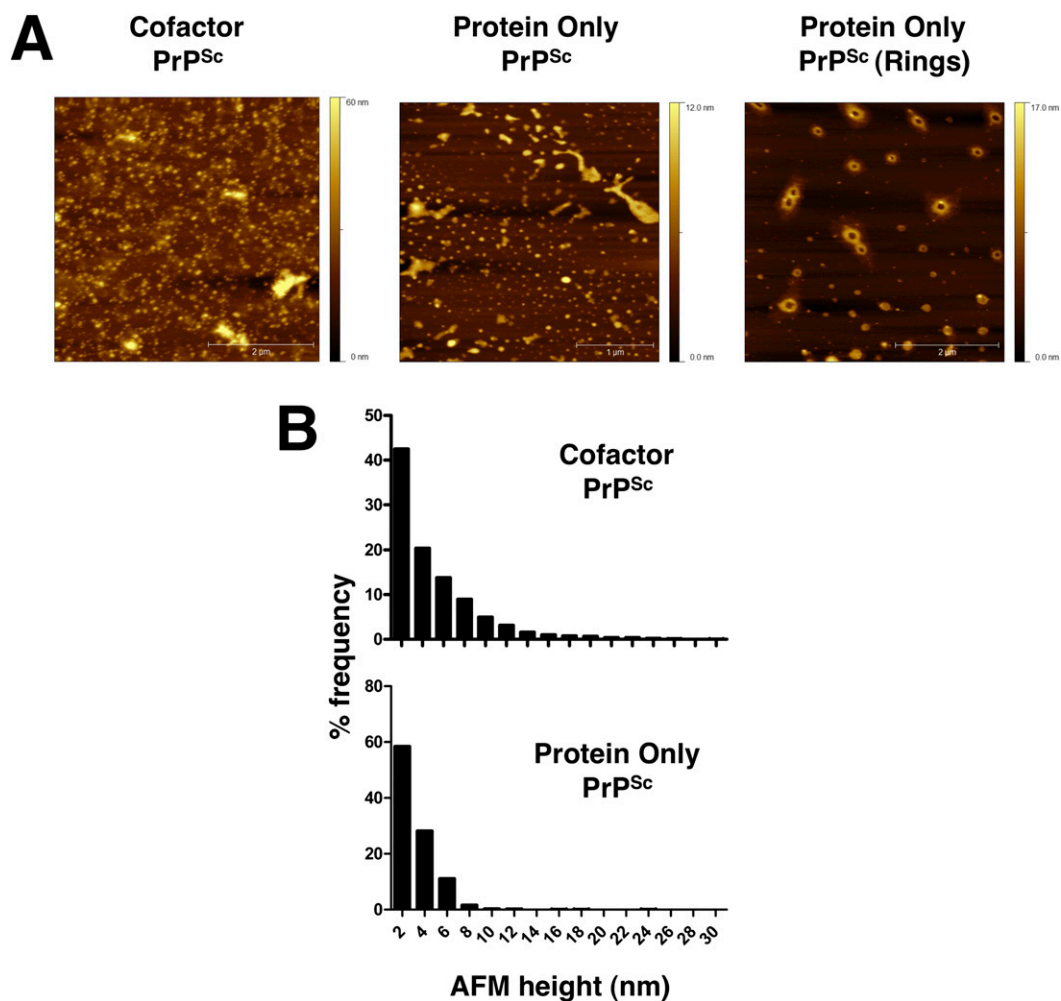 A
Cofactor
PrPSc
Protein Only
PrPSc
Protein Only
PrPSc (Rings)
60 nm
0 nm
2 µm
12.0 nm
0.0 nm
1 µm
17.0 nm
0.0 nm
2 µm
B
50
40
30
20
10
0
Cofactor
PrPSc
% frequency
80
60
40
20
0
Protein Only
PrPSc
2 4 6 8 10 12 14 16 18 20 22 24 26 28 30
AFM height (nm)